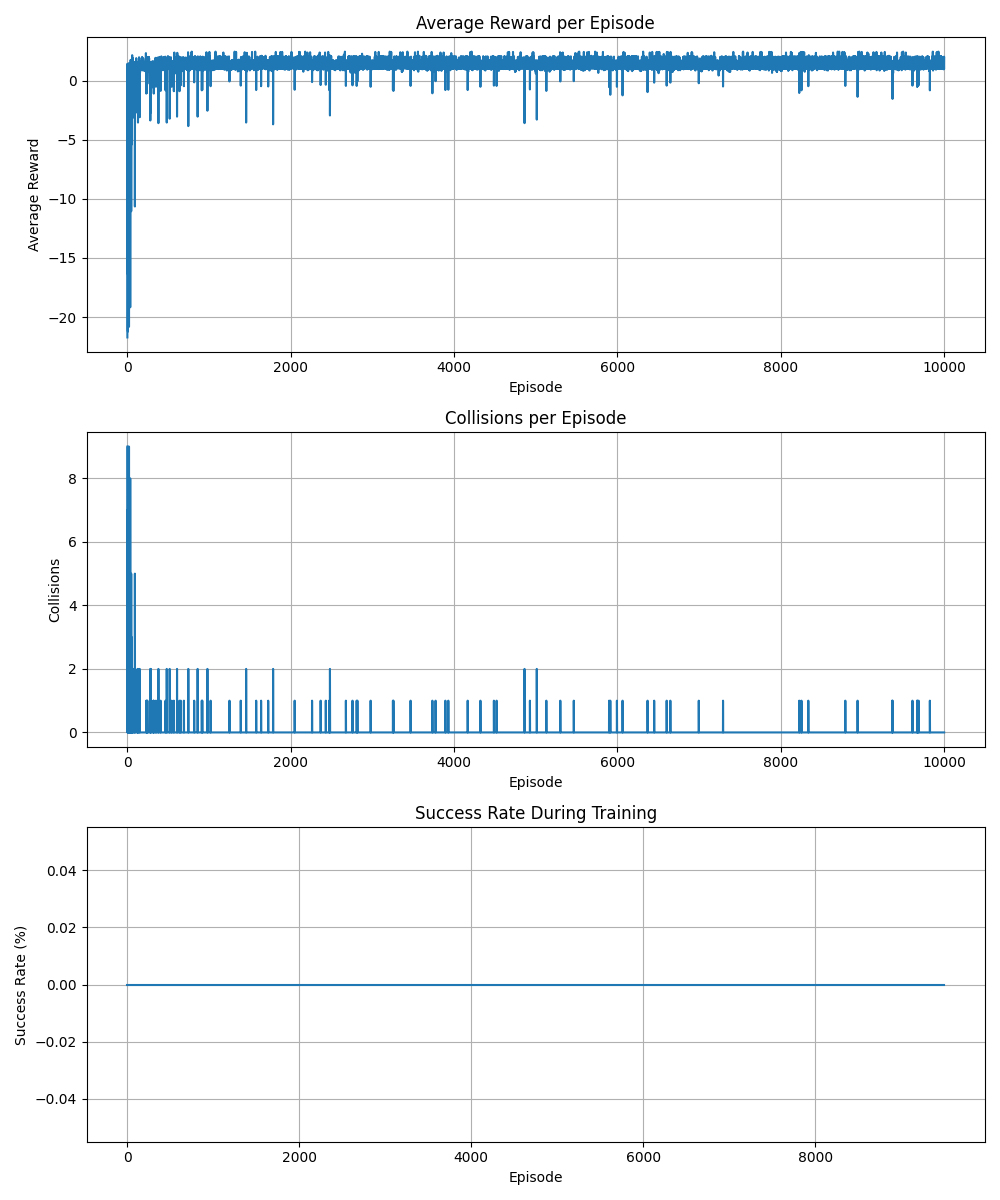 Average Reward per Episode
0
−5
−10
−15
−20
Average Reward
0 2000 4000 6000 8000 10000
Episode
Collisions per Episode
8
6
4
2
0
Collisions
0 2000 4000 6000 8000 10000
Episode
Success Rate During Training
0.04
0.02
0.00
−0.02
−0.04
Success Rate (%)
0 2000 4000 6000 8000
Episode